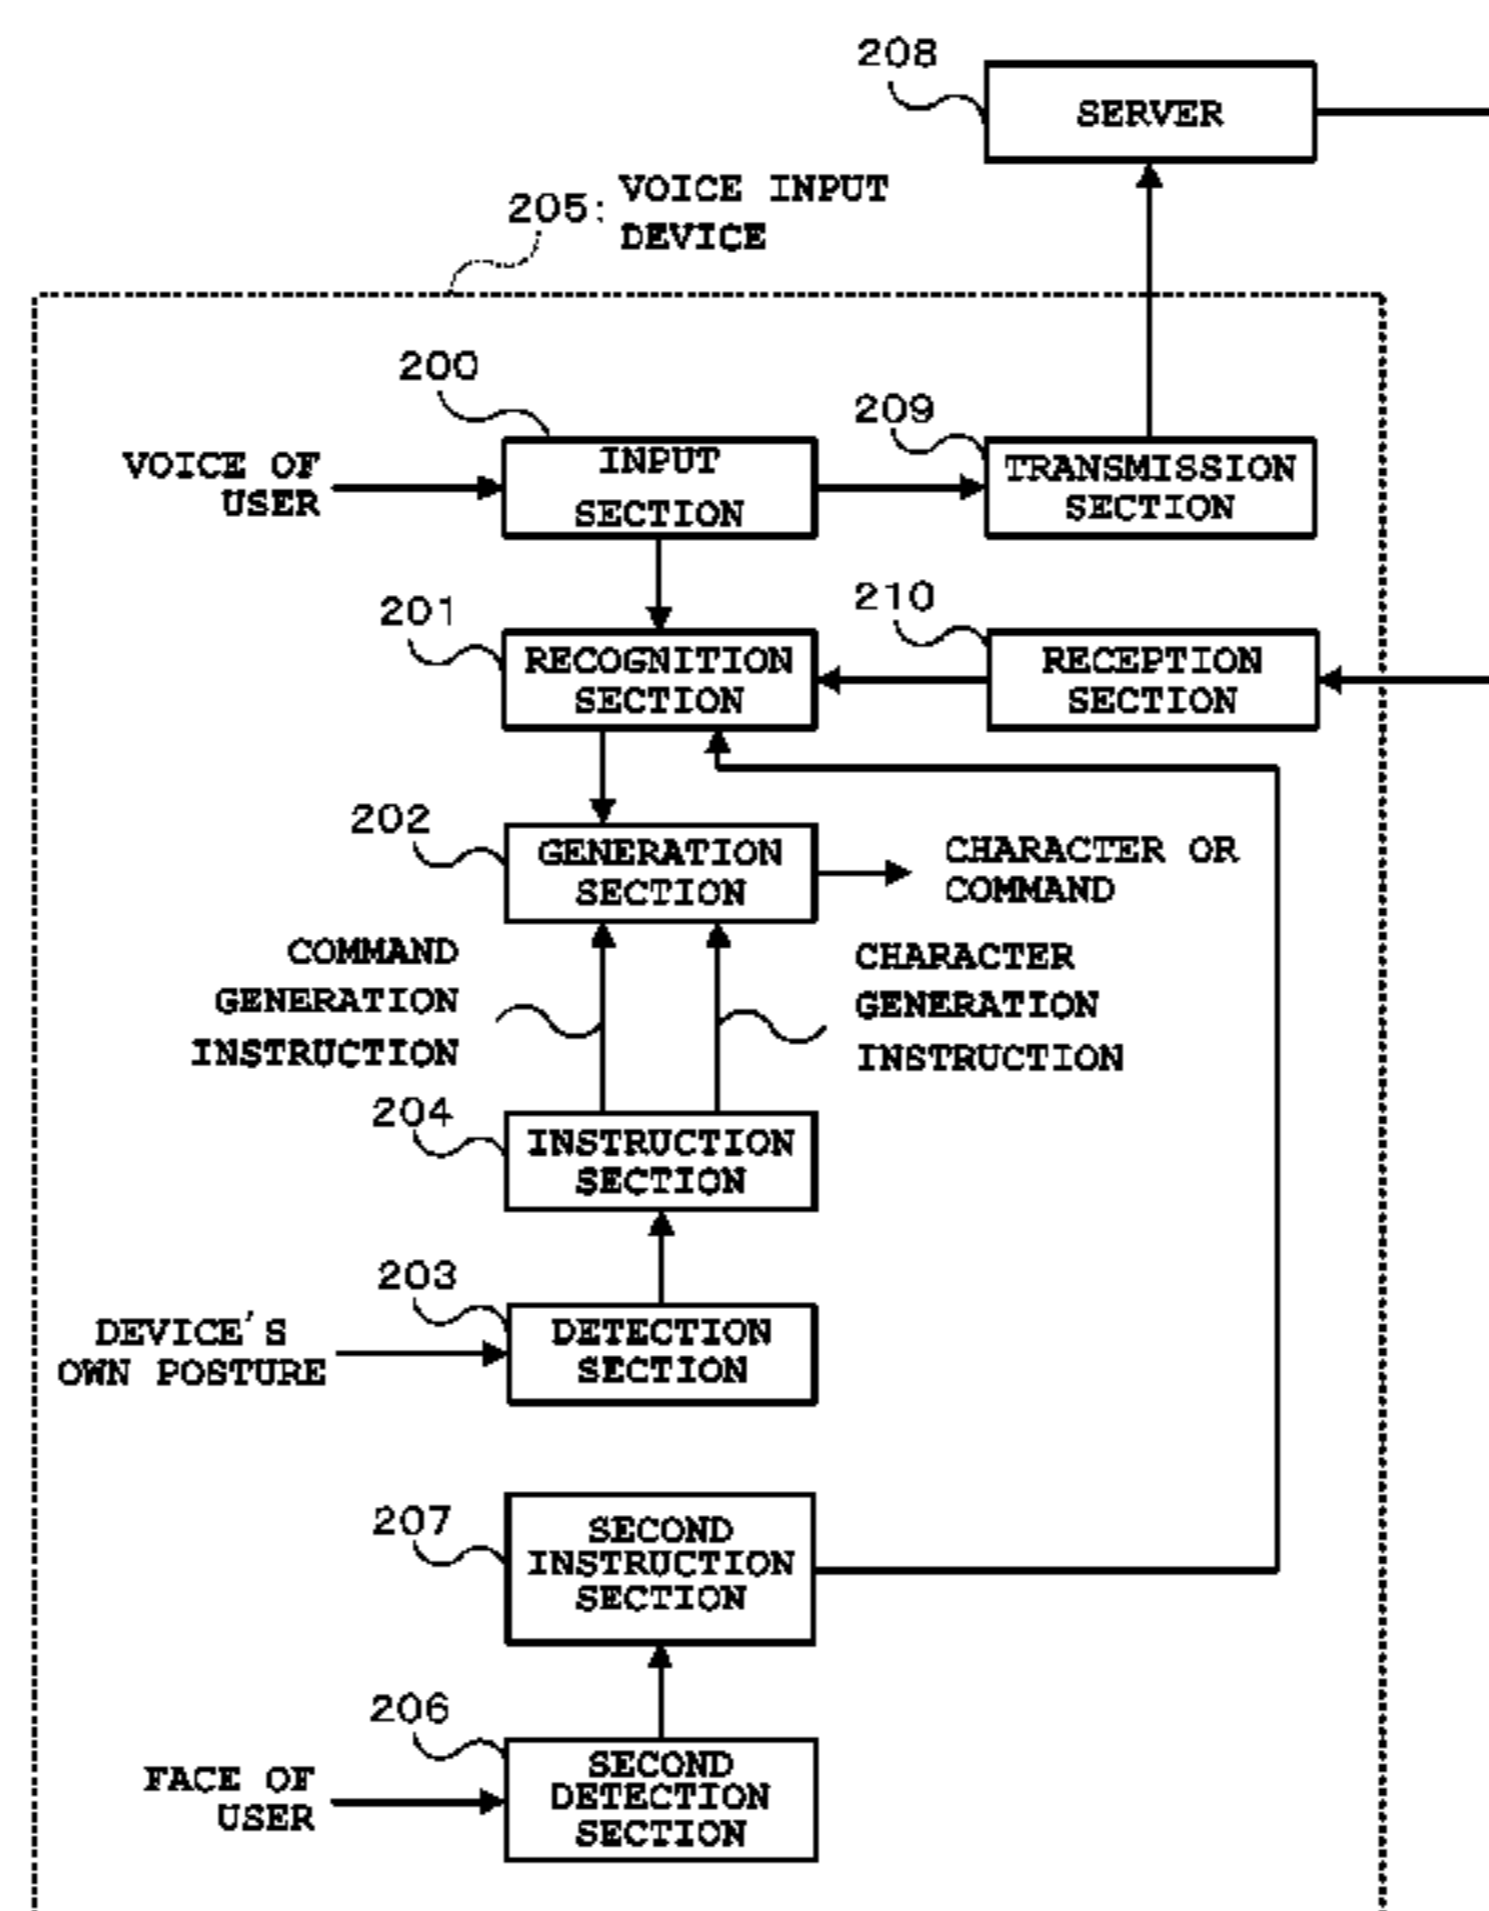 208
SERVER
205: VOICE INPUT
DEVICE
200
209
VOICE OF
USER
INPUT
SECTION
TRANSMISSION
SECTION
201
210
RECOGNITION
SECTION
RECEPTION
SECTION
202
GENERATION
SECTION
CHARACTER OR
COMMAND
COMMAND
GENERATION
INSTRUCTION
CHARACTER
GENERATION
INSTRUCTION
204
INSTRUCTION
SECTION
203
DEVICE'S
OWN POSTURE
DETECTION
SECTION
207
SECOND
INSTRUCTION
SECTION
206
FACE OF
USER
SECOND
DETECTION
SECTION